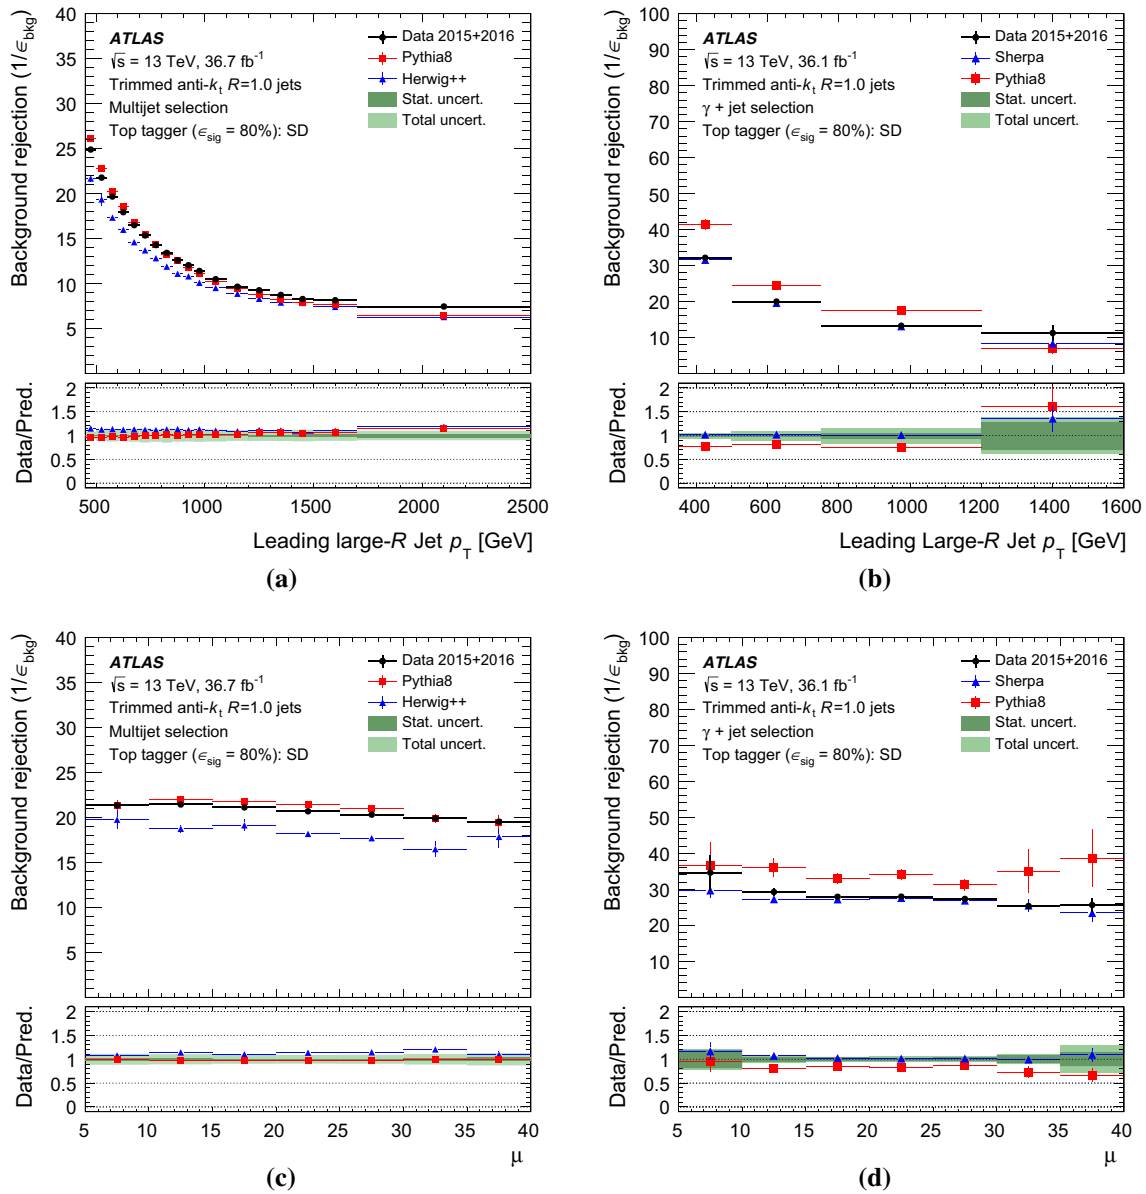 Background rejection (1/ϵbkg)
40
35
30
25
20
15
10
5
ATLAS
√s = 13 TeV, 36.7 fb-1
Trimmed anti-kt R=1.0 jets
Multijet selection
Top tagger (ϵsig = 80%): SD
Data 2015+2016
Pythia8
Herwig++
Stat. uncert.
Total uncert.
Data/Pred.
2
1.5
1
0.5
0
500 1000 1500 2000 2500
Leading large-R Jet pT [GeV]
(a)
Background rejection (1/ϵbkg)
100
90
80
70
60
50
40
30
20
10
ATLAS
√s = 13 TeV, 36.1 fb-1
Trimmed anti-kt R=1.0 jets
γ + jet selection
Top tagger (ϵsig = 80%): SD
Data 2015+2016
Sherpa
Pythia8
Stat. uncert.
Total uncert.
Data/Pred.
2
1.5
1
0.5
0
400 600 800 1000 1200 1400 1600
Leading Large-R Jet pT [GeV]
(b)
Background rejection (1/ϵbkg)
40
35
30
25
20
15
10
5
ATLAS
√s = 13 TeV, 36.7 fb-1
Trimmed anti-kt R=1.0 jets
Multijet selection
Top tagger (ϵsig = 80%): SD
Data 2015+2016
Pythia8
Herwig++
Stat. uncert.
Total uncert.
Data/Pred.
2
1.5
1
0.5
0
5 10 15 20 25 30 35 40
μ
(c)
Background rejection (1/ϵbkg)
100
90
80
70
60
50
40
30
20
10
ATLAS
√s = 13 TeV, 36.1 fb-1
Trimmed anti-kt R=1.0 jets
γ + jet selection
Top tagger (ϵsig = 80%): SD
Data 2015+2016
Sherpa
Pythia8
Stat. uncert.
Total uncert.
Data/Pred.
2
1.5
1
0.5
0
5 10 15 20 25 30 35 40
μ
(d)